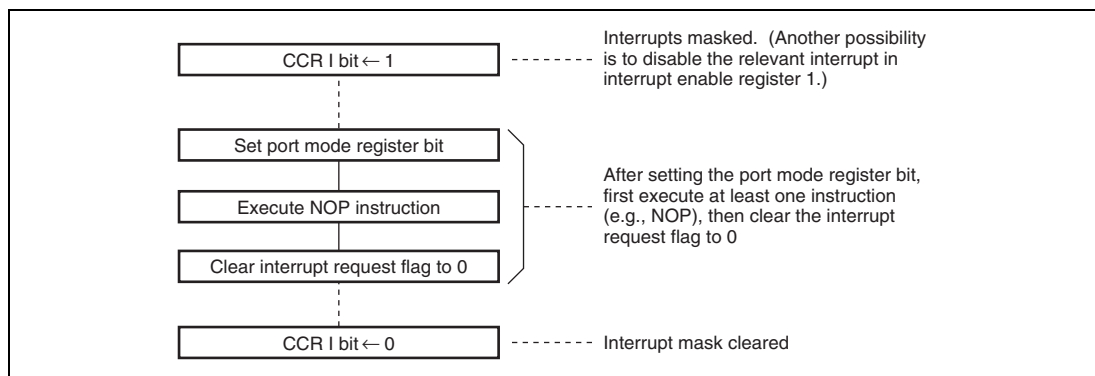 CCR I bit ← 1
Interrupts masked. (Another possibility
is to disable the relevant interrupt in
interrupt enable register 1.)
Set port mode register bit
Execute NOP instruction
Clear interrupt request flag to 0
After setting the port mode register bit,
first execute at least one instruction
(e.g., NOP), then clear the interrupt
request flag to 0
CCR I bit ← 0
Interrupt mask cleared